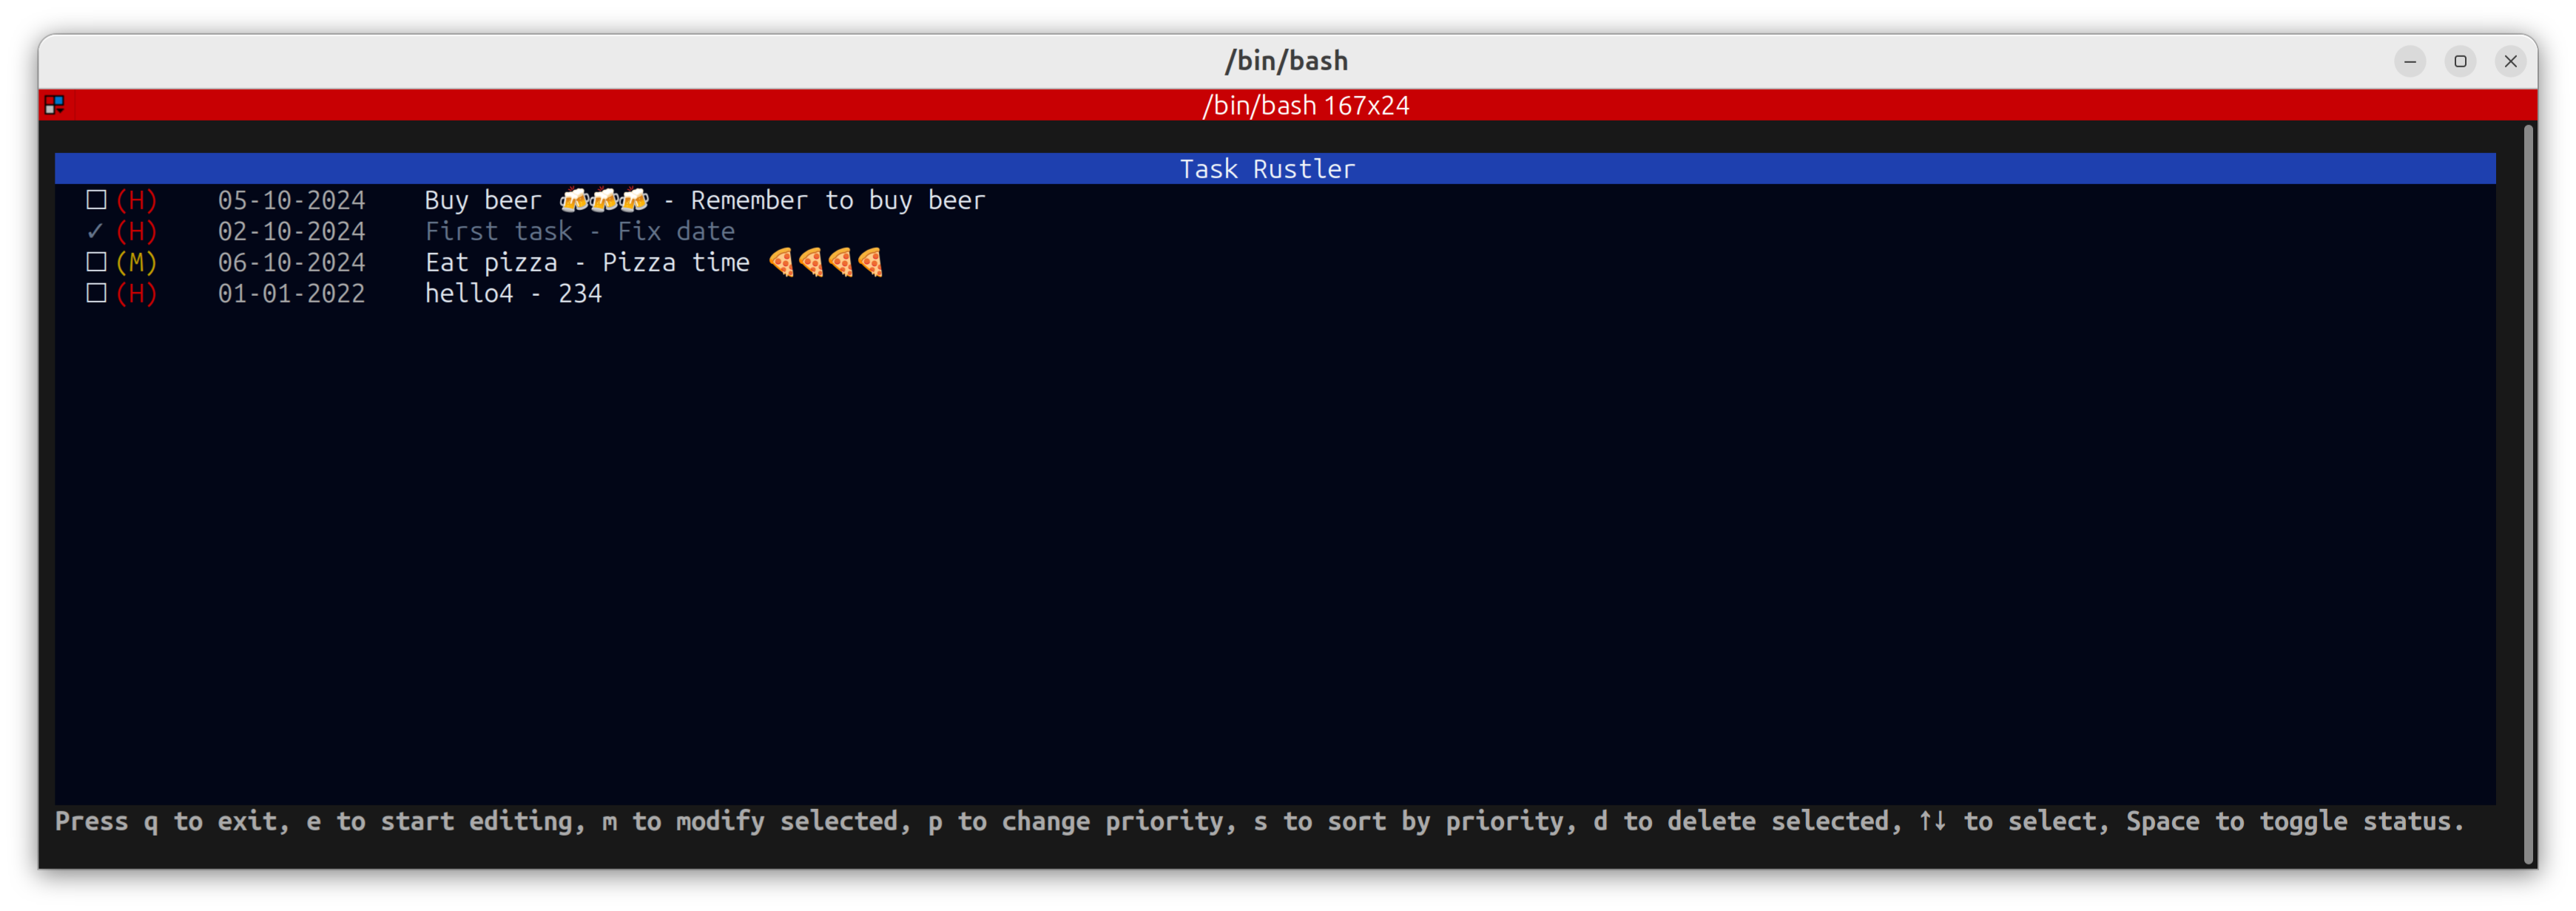 /bin/bash
/bin/bash 167x24
Task Rustler
☐ (H) 05-10-2024 Buy beer 🍻🍻🍻 - Remember to buy beer
✓ (H) 02-10-2024 First task - Fix date
☐ (M) 06-10-2024 Eat pizza - Pizza time 🍕🍕🍕🍕
☐ (H) 01-01-2022 hello4 - 234
Press q to exit, e to start editing, m to modify selected, p to change priority, s to sort by priority, d to delete selected, ↑↓ to select, Space to toggle status.